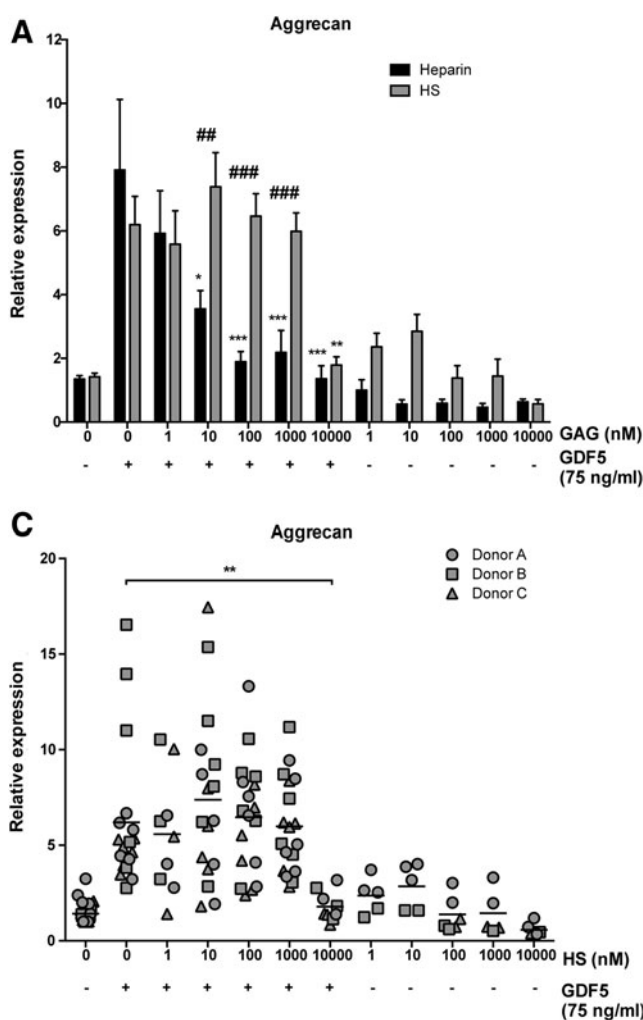 A
Aggrecan
12
10
8
6
4
2
0
Relative expression
Heparin
HS
##
###
###
*
***
***
***
**
0 0 1 10 100 1000 10000 1 10 100 1000 10000 GAG (nM)
- + + + + + + - - - - - GDF5
(75 ng/ml)
C
Aggrecan
20
15
10
5
0
Relative expression
Donor A
Donor B
Donor C
**
0 0 1 10 100 1000 10000 1 10 100 1000 10000 HS (nM)
- + + + + + + - - - - - GDF5
(75 ng/ml)